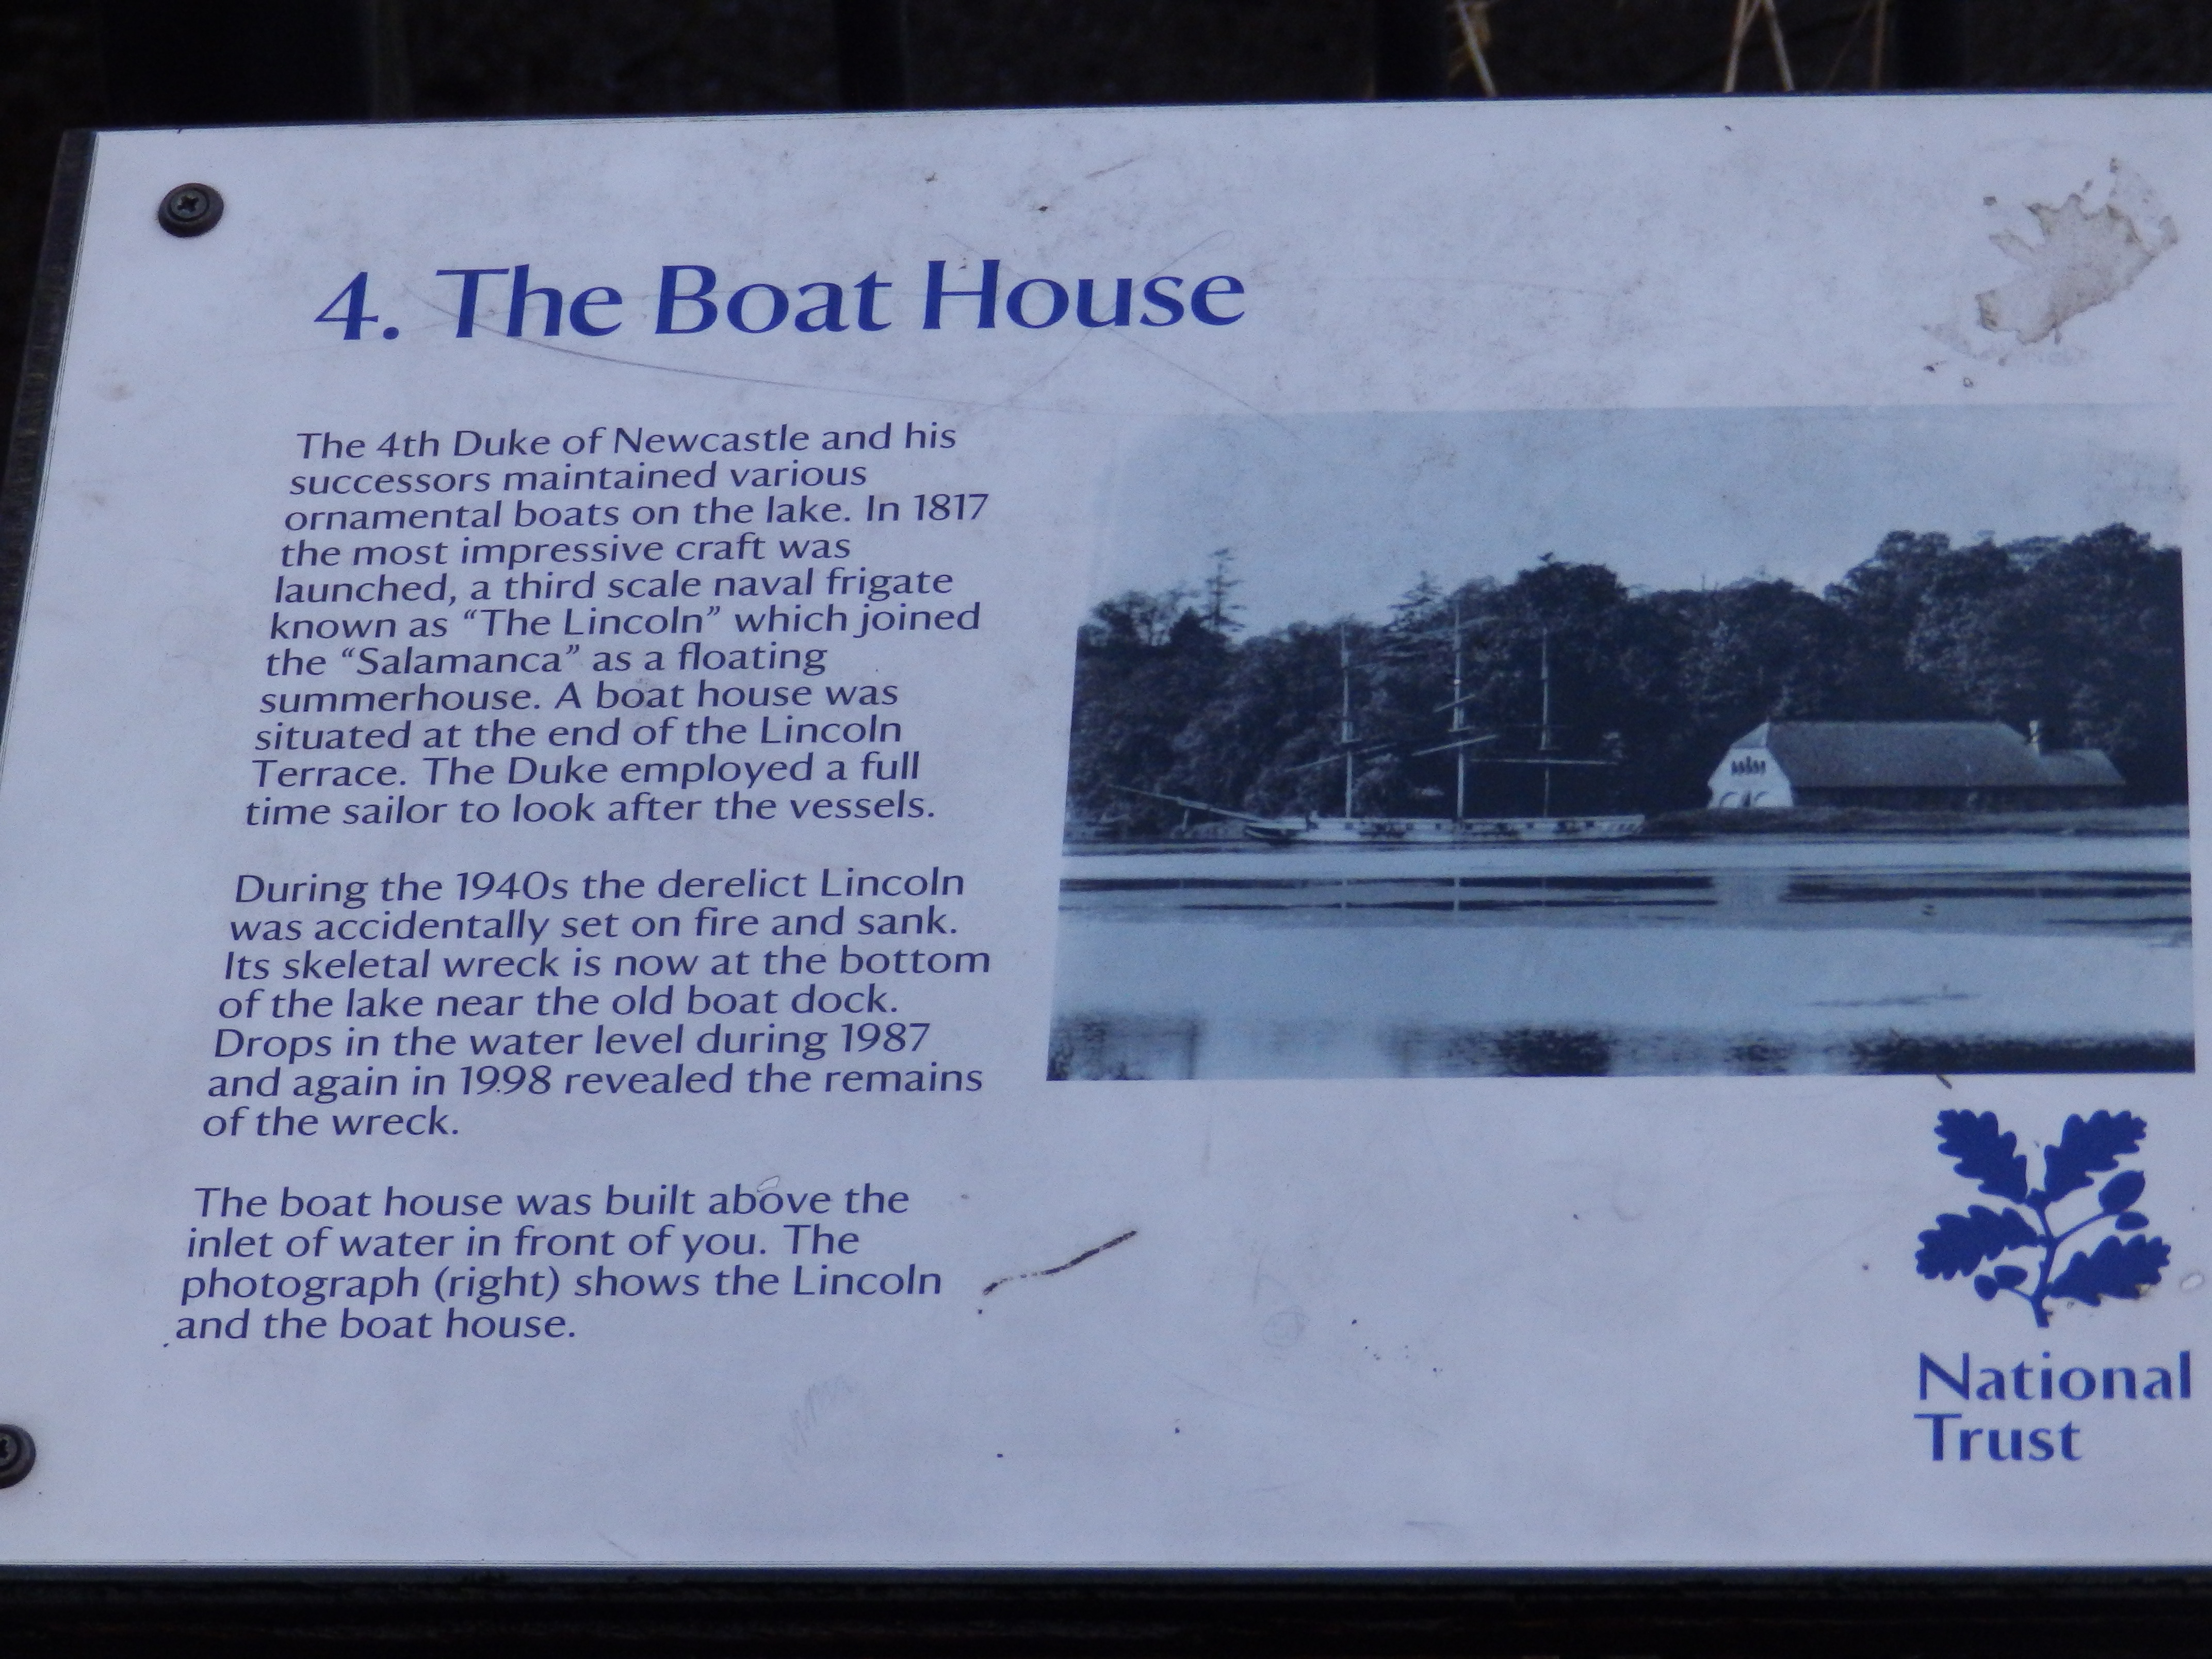 4. The Boat House
The 4th Duke of Newcastle and his
successors maintained various
ornamental boats on the lake. In 1817
the most impressive craft was
launched, a third scale naval frigate
known as “The Lincoln” which joined
the “Salamanca” as a floating
summerhouse. A boat house was
situated at the end of the Lincoln
Terrace. The Duke employed a full
time sailor to look after the vessels.
During the 1940s the derelict Lincoln
was accidentally set on fire and sank.
Its skeletal wreck is now at the bottom
of the lake near the old boat dock.
Drops in the water level during 1987
and again in 1998 revealed the remains
of the wreck.
The boat house was built above the
inlet of water in front of you. The
photograph (right) shows the Lincoln
and the boat house.
National
Trust